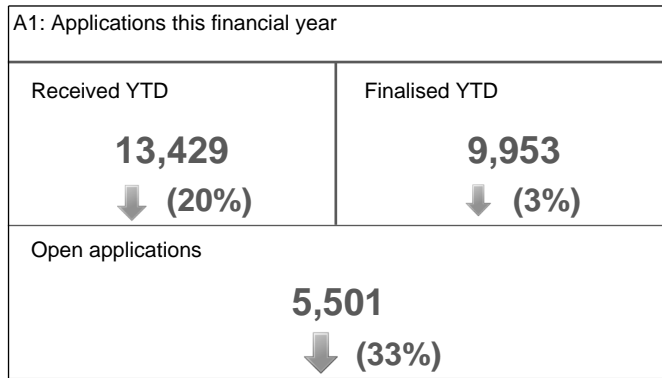 A1: Applications this financial year
Received YTD
13,429
(20%)
Finalised YTD
9,953
(3%)
Open applications
5,501
(33%)